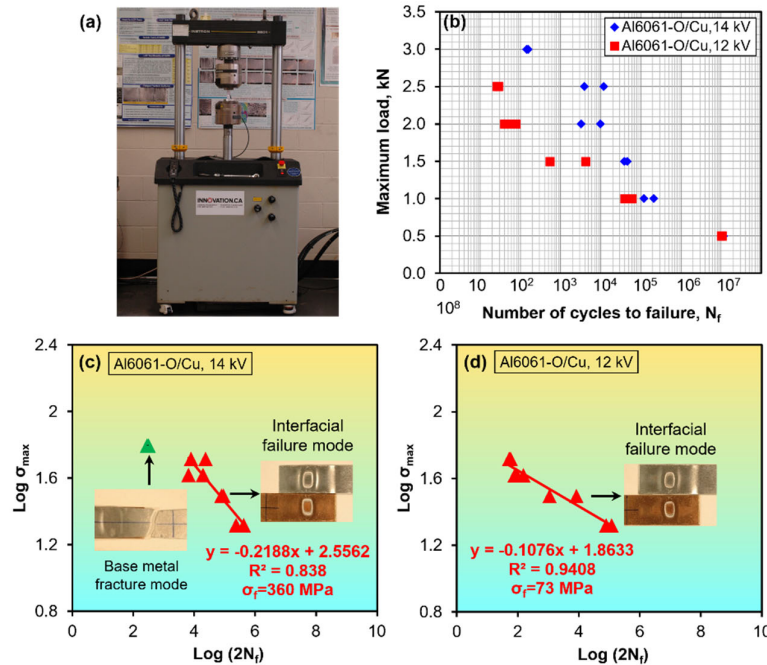 (a)
INNOVATION.CA
(b)
Al6061-O/Cu,14 kV
Al6061-O/Cu, 12 kV
Maximum load, kN
3.5
3.0
2.5
2.0
1.5
1.0
0.5
0.0
0 10 10² 10³ 10⁴ 10⁵ 10⁶ 10⁷
10⁸
Number of cycles to failure, Nf
(c)
Al6061-O/Cu, 14 kV
Log σmax
2.4
2
1.6
1.2
0.8
Interfacial
failure mode
Base metal
fracture mode
y = -0.2188x + 2.5562
R² = 0.838
σf=360 MPa
0 2 4 6 8 10
Log (2Nf)
(d)
Al6061-O/Cu, 12 kV
Log σmax
2.4
2
1.6
1.2
0.8
Interfacial
failure mode
y = -0.1076x + 1.8633
R² = 0.9408
σf=73 MPa
0 2 4 6 8 10
Log (2Nf)